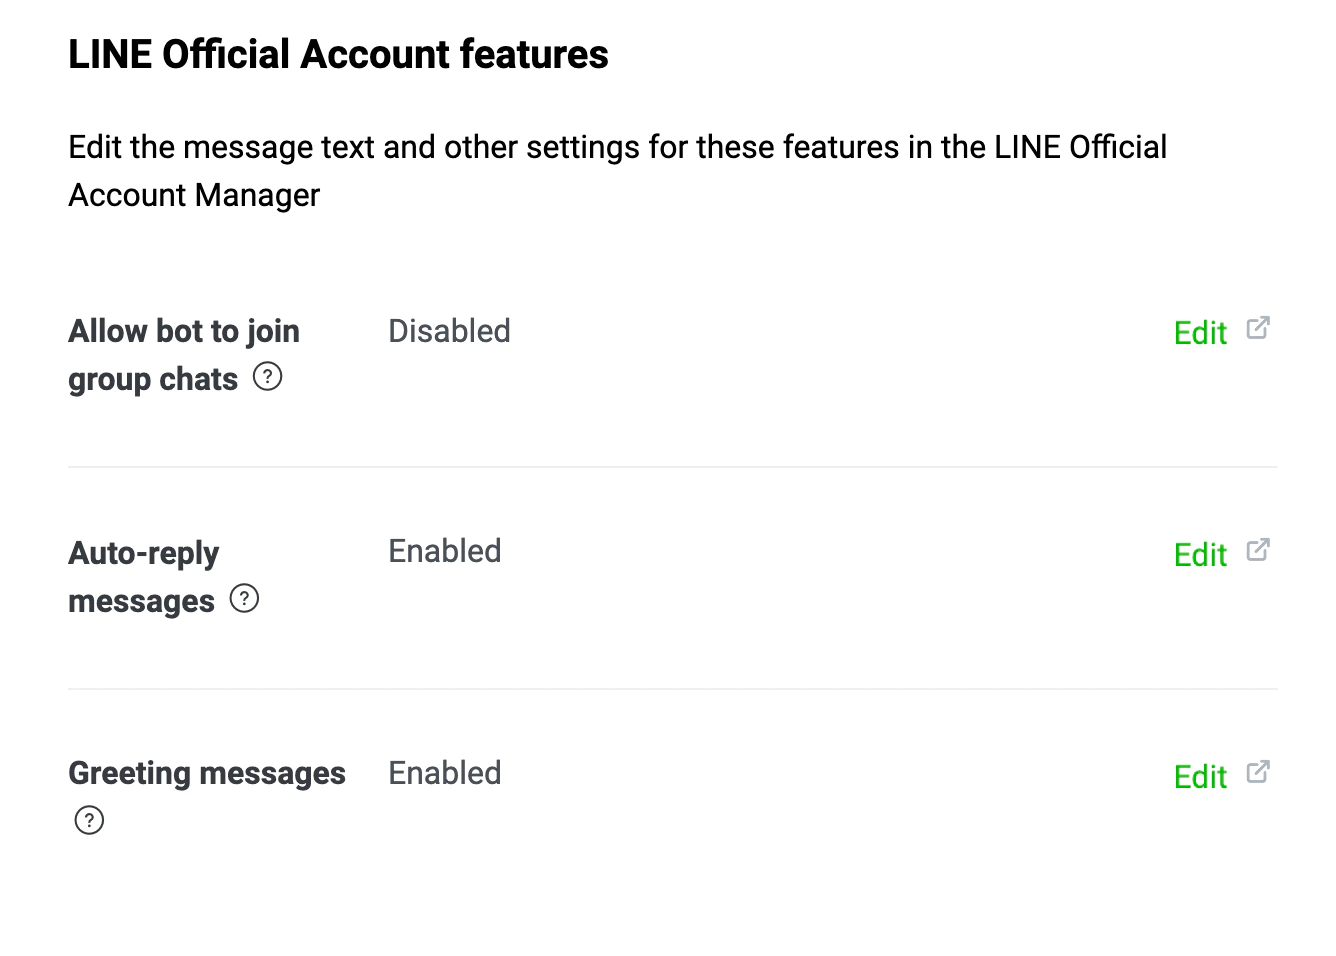 LINE Official Account features
Edit the message text and other settings for these features in the LINE Official
Account Manager
Allow bot to join
group chats ?
Disabled
Edit
Auto-reply
messages ?
Enabled
Edit
Greeting messages
?
Enabled
Edit